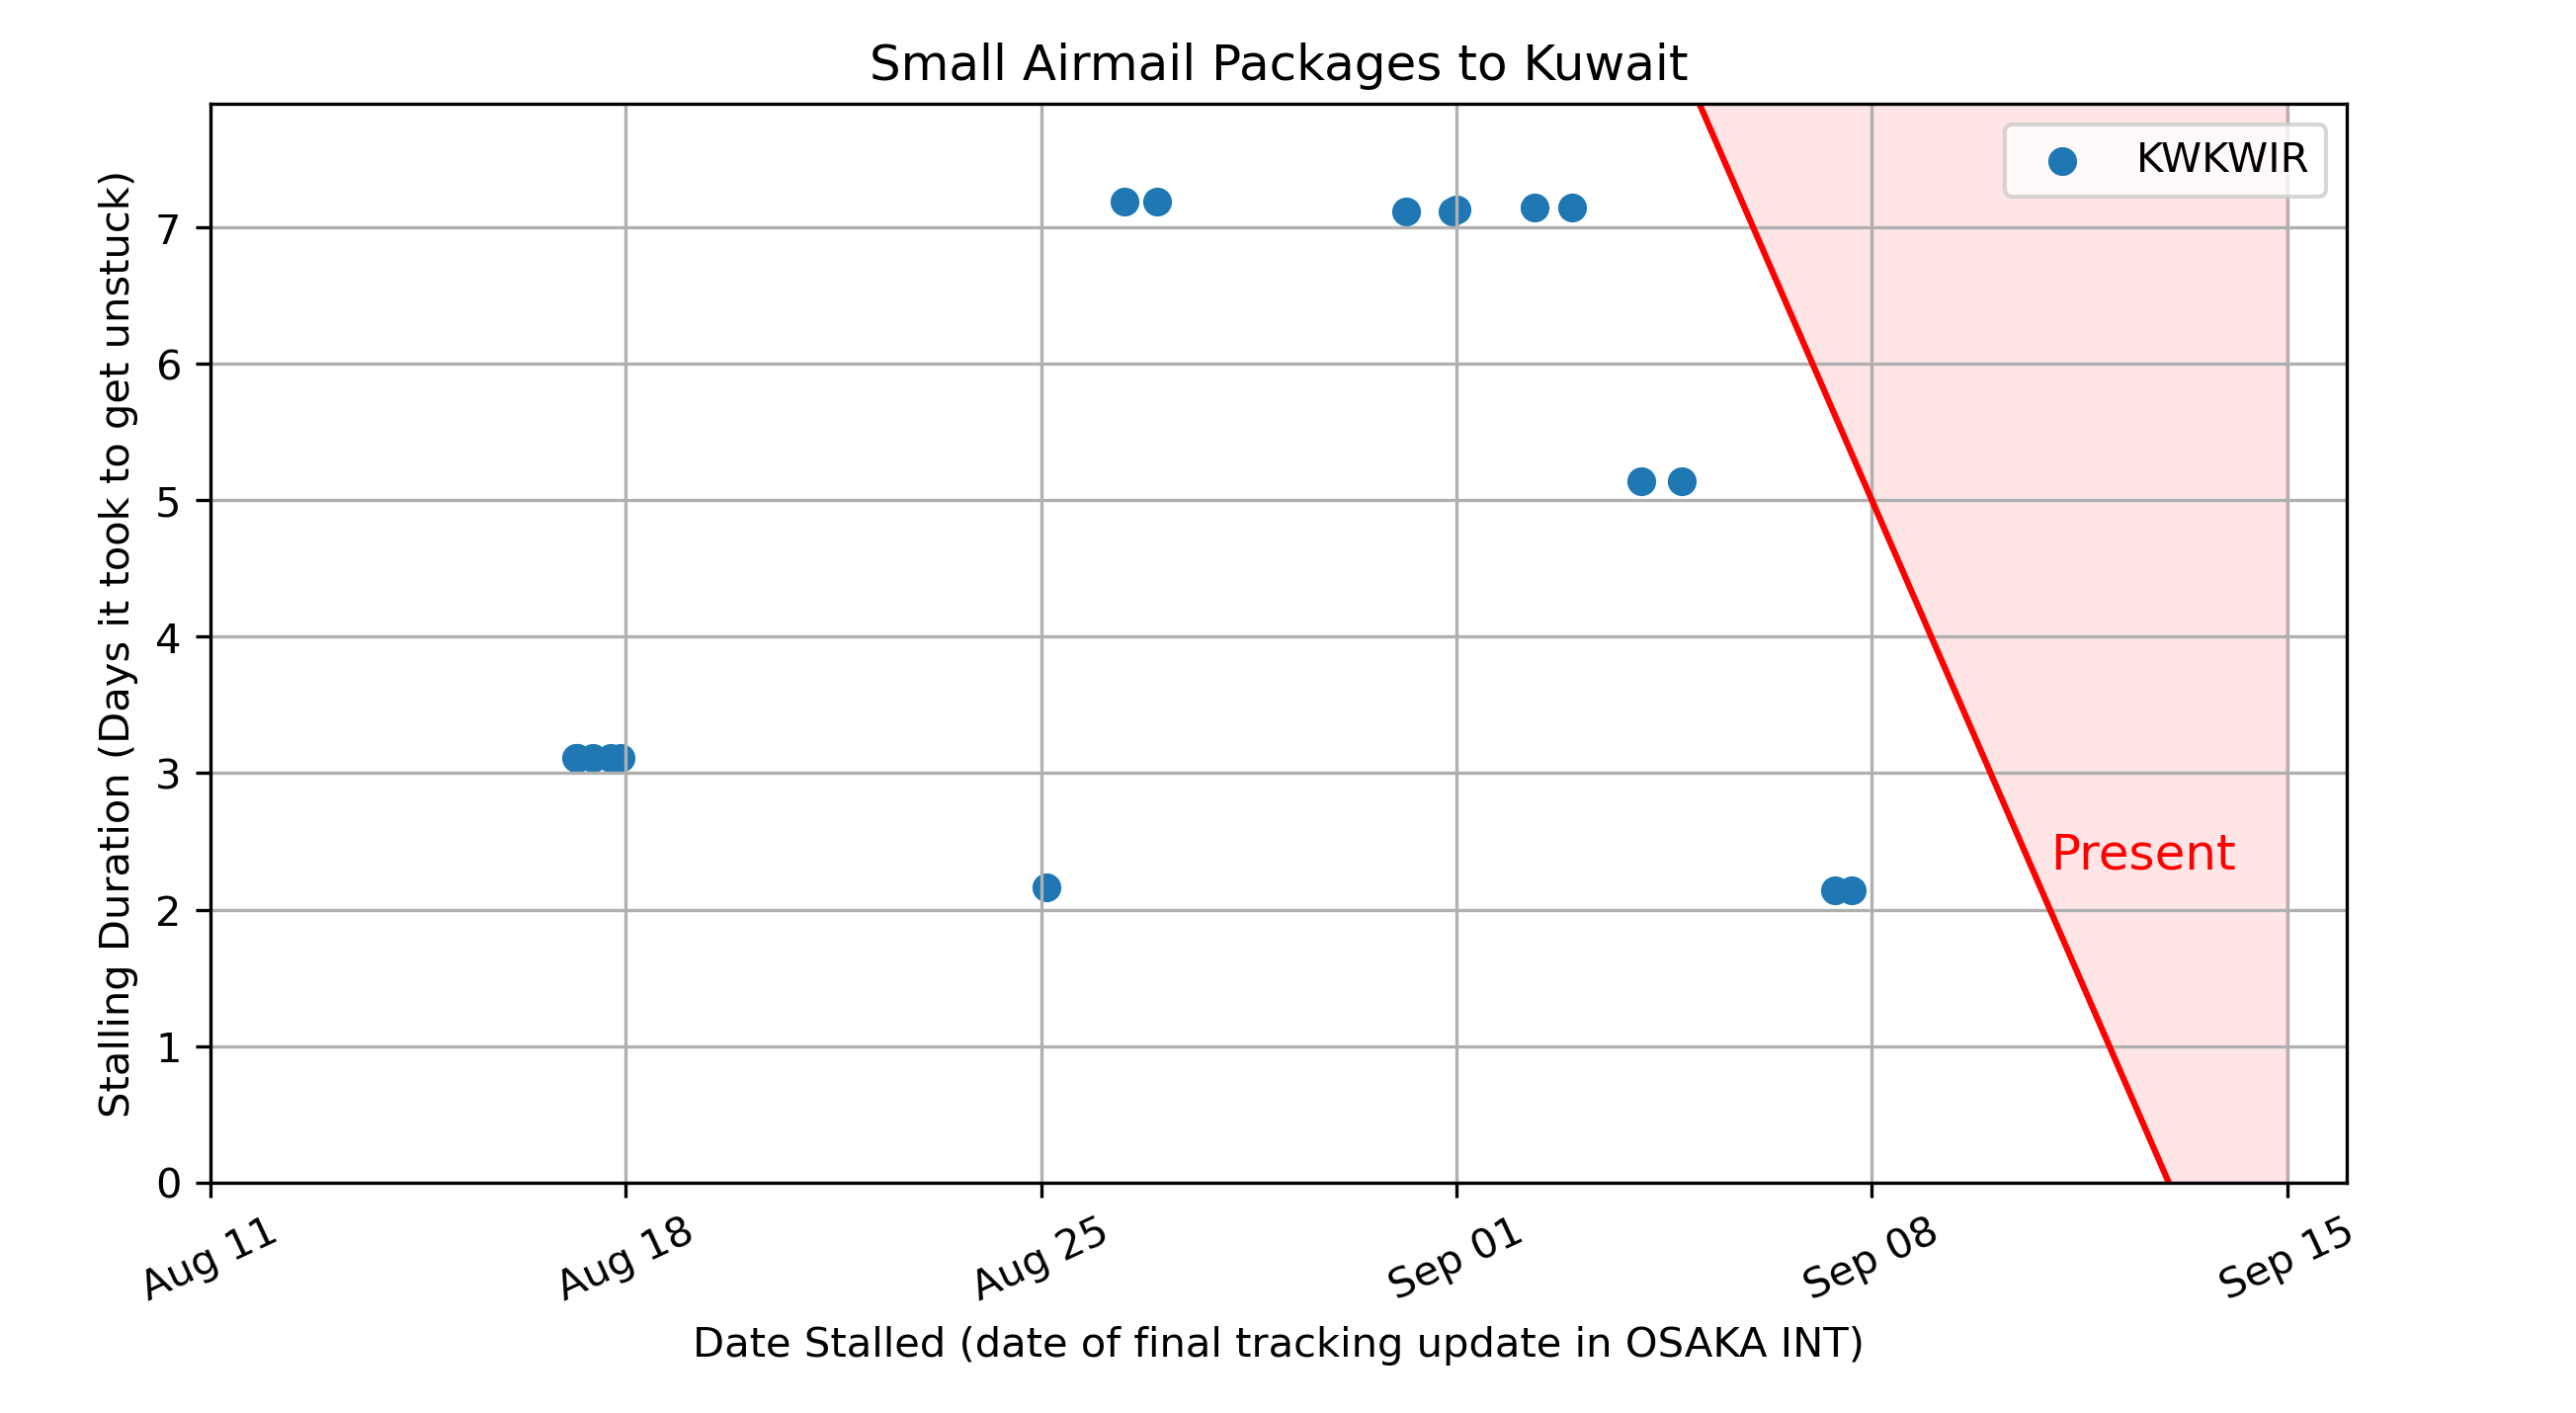 Small Airmail Packages to Kuwait
KWKWIR
Stalling Duration (Days it took to get unstuck)
7
6
5
4
3
2
1
0
Present
Aug 11
Aug 18
Aug 25
Sep 01
Sep 08
Sep 15
Date Stalled (date of final tracking update in OSAKA INT)